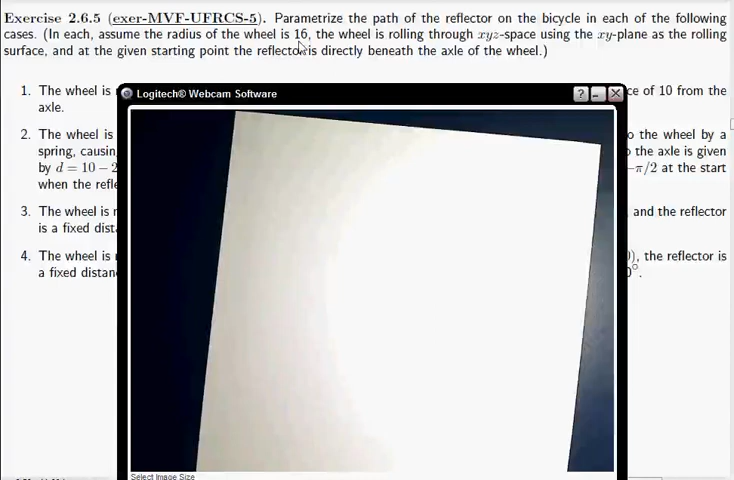 Exercise 2.6.5 (exer-MVF-UFRCS-5). Parametrize the path of the reflector on the bicycle in each of the following
cases. (In each, assume the radius of the wheel is 16, the wheel is rolling through xyz-space using the xy-plane as the rolling
surface, and at the given starting point the reflector is directly beneath the axle of the wheel.)
Logitech® Webcam Software
1. The wheel is ce of 10 from the
axle.
2. The wheel is o the wheel by a
spring, causin o the axle is given
by d = 10 − 2 −π/2 at the start
when the refle
3. The wheel is r and the reflector
is a fixed dist
4. The wheel is 0), the reflector is
a fixed distan 0°.
Select Image Size